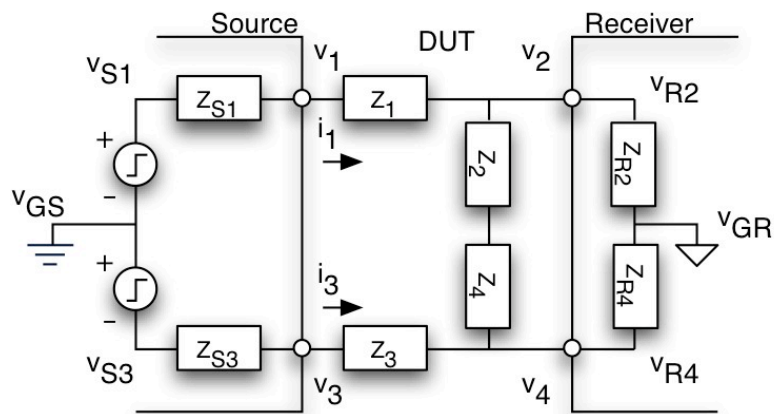 Source
DUT
Receiver
v1
v2
vS1
ZS1
Z1
vR2
+
i1
Z2
ZR2
−
vGS
vGR
+
i3
Z4
ZR4
−
ZS3
Z3
vS3
v3
v4
vR4